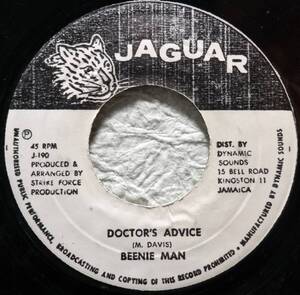 JAGUAR
℗
45 RPM
J-190
PRODUCED &
ARRANGED BY
STRIKE FORCE
PRODUCTION
DIST. BY
DYNAMIC
SOUNDS
15 BELL ROAD
KINGSTON 11
JAMAICA
DOCTOR'S ADVICE
(M. DAVIS)
BEENIE MAN
UNAUTHORISED PUBLIC PERFORMANCE, BROADCASTING AND COPYING OF THIS RECORD PROHIBITED • MANUFACTURED BY DYNAMIC SOUNDS